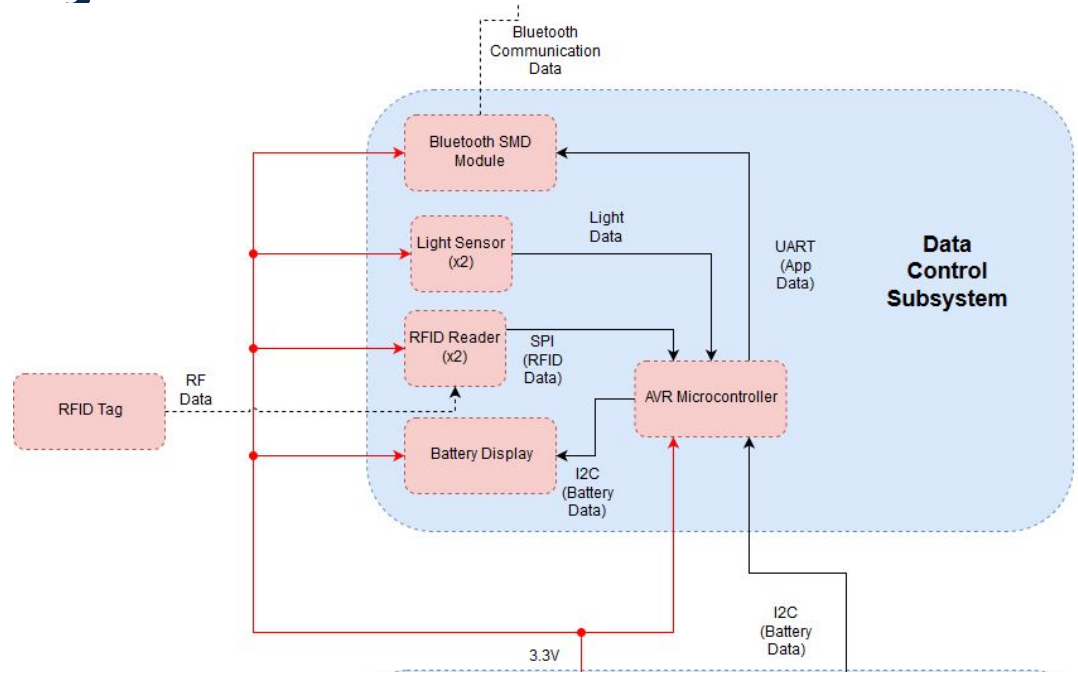 Bluetooth
Communication
Data
Bluetooth SMD
Module
Light Sensor
(x2)
Light
Data
UART
(App
Data)
Data
Control
Subsystem
RFID Reader
(x2)
SPI
(RFID
Data)
RFID Tag
RF
Data
AVR Microcontroller
Battery Display
I2C
(Battery
Data)
I2C
(Battery
Data)
3.3V